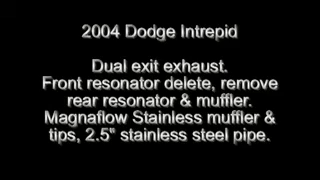 2004 Dodge Intrepid
Dual exit exhaust.
Front resonator delete, remove
rear resonator & muffler.
Magnaflow Stainless muffler &
tips, 2.5" stainless steel pipe.